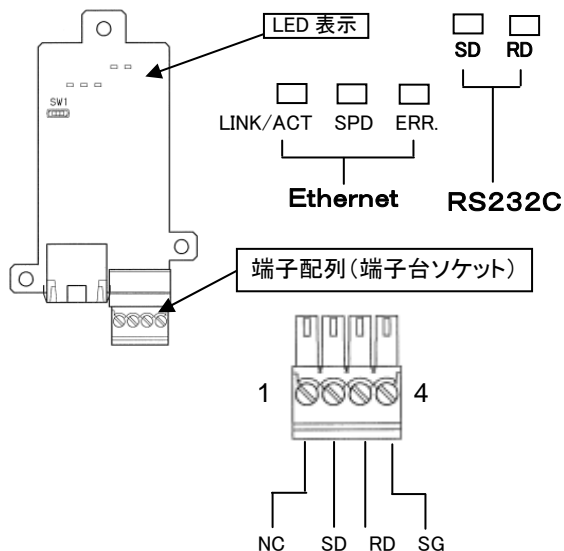 LED 表示
SD RD
SW1
LINK/ACT SPD ERR.
Ethernet
RS232C
端子配列(端子台ソケット)
1 4
NC SD RD SG